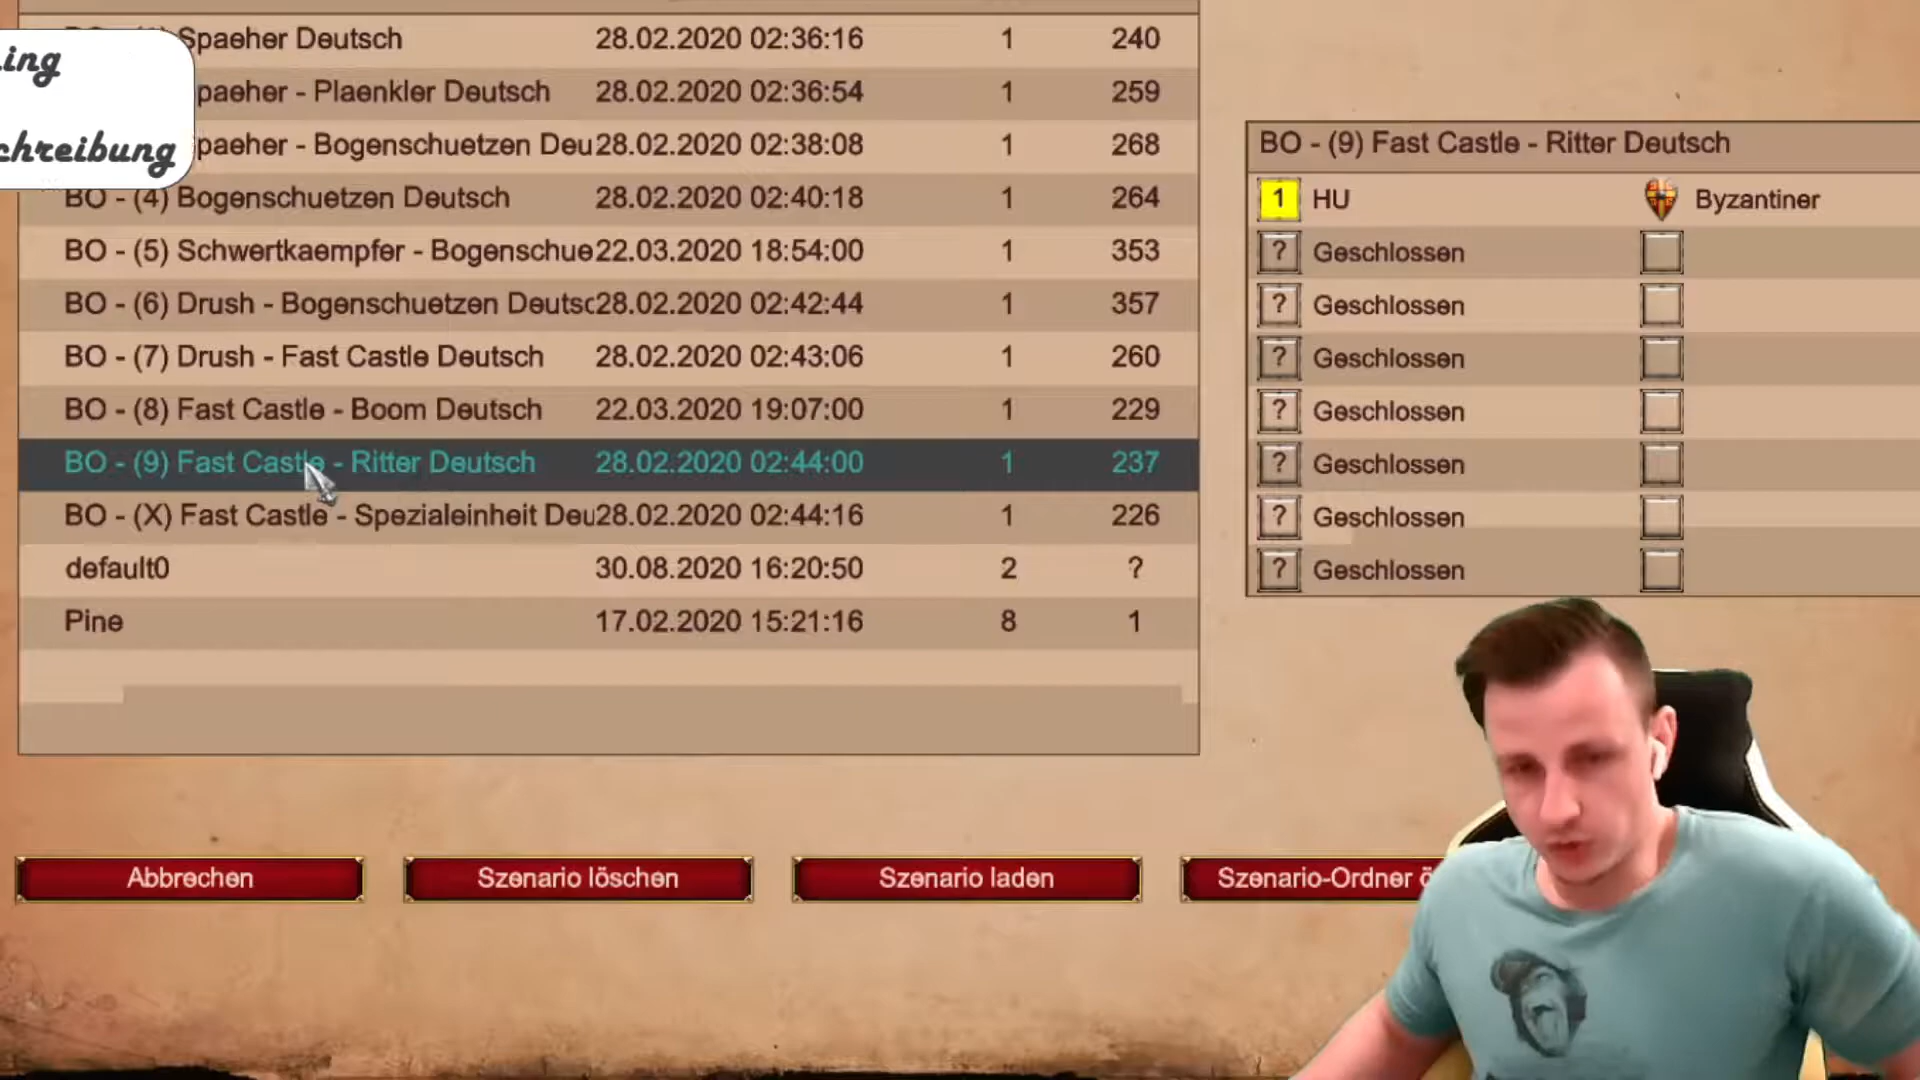 ing
chreibung
Spaeher Deutsch 28.02.2020 02:36:16 1 240
paeher - Plaenkler Deutsch 28.02.2020 02:36:54 1 259
paeher - Bogenschuetzen Deu 28.02.2020 02:38:08 1 268
BO - (4) Bogenschuetzen Deutsch 28.02.2020 02:40:18 1 264
BO - (5) Schwertkaempfer - Bogenschue 22.03.2020 18:54:00 1 353
BO - (6) Drush - Bogenschuetzen Deutsc 28.02.2020 02:42:44 1 357
BO - (7) Drush - Fast Castle Deutsch 28.02.2020 02:43:06 1 260
BO - (8) Fast Castle - Boom Deutsch 22.03.2020 19:07:00 1 229
BO - (9) Fast Castle - Ritter Deutsch 28.02.2020 02:44:00 1 237
BO - (X) Fast Castle - Spezialeinheit Deu 28.02.2020 02:44:16 1 226
default0 30.08.2020 16:20:50 2 ?
Pine 17.02.2020 15:21:16 8 1
BO - (9) Fast Castle - Ritter Deutsch
1 HU Byzantiner
? Geschlossen
? Geschlossen
? Geschlossen
? Geschlossen
? Geschlossen
? Geschlossen
? Geschlossen
Abbrechen
Szenario löschen
Szenario laden
Szenario-Ordner ö